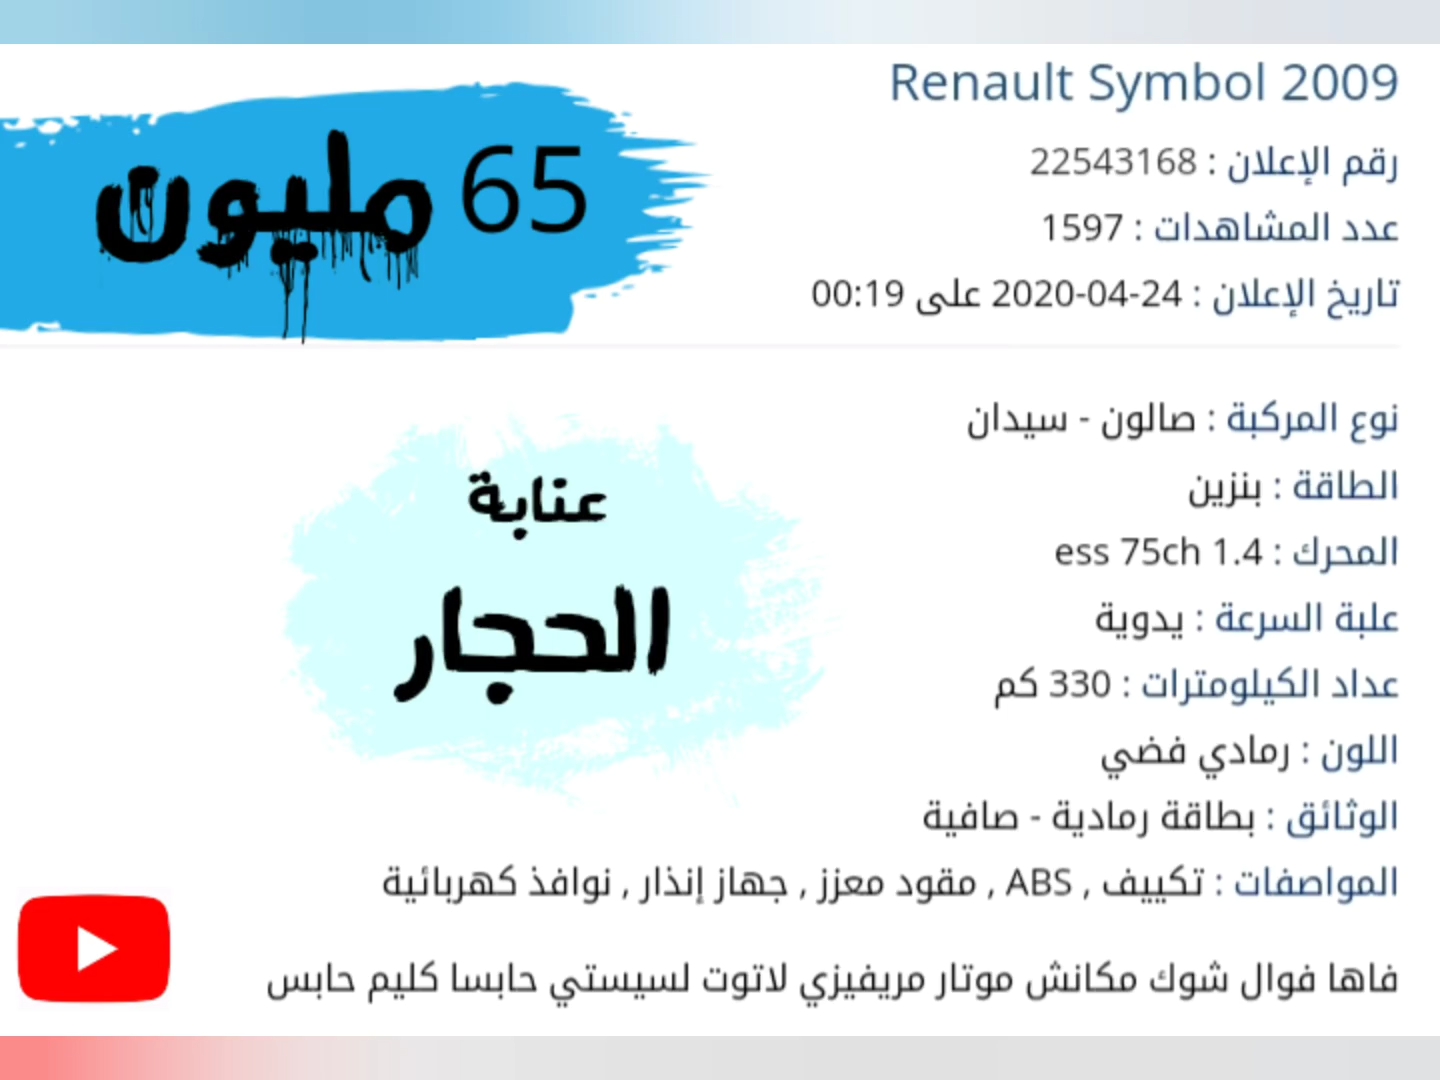 Renault Symbol 2009
رقم الإعلان : 22543168
عدد المشاهدات : 1597
تاريخ الإعلان : 24-04-2020 على 00:19
65 مليون
نوع المركبة : صالون - سيدان
الطاقة : بنزين
المحرك : 1.4 ess 75ch
علبة السرعة : يدوية
عداد الكيلومترات : 330 كم
اللون : رمادي فضي
الوثائق : بطاقة رمادية - صافية
المواصفات : تكييف , ABS , مقود معزز , جهاز إنذار , نوافذ كهربائية
عنابة
الحجار
فاها فوال شوك مكانش موتار مريفيزي لاتوت لسيستي حابسا كليم حابس